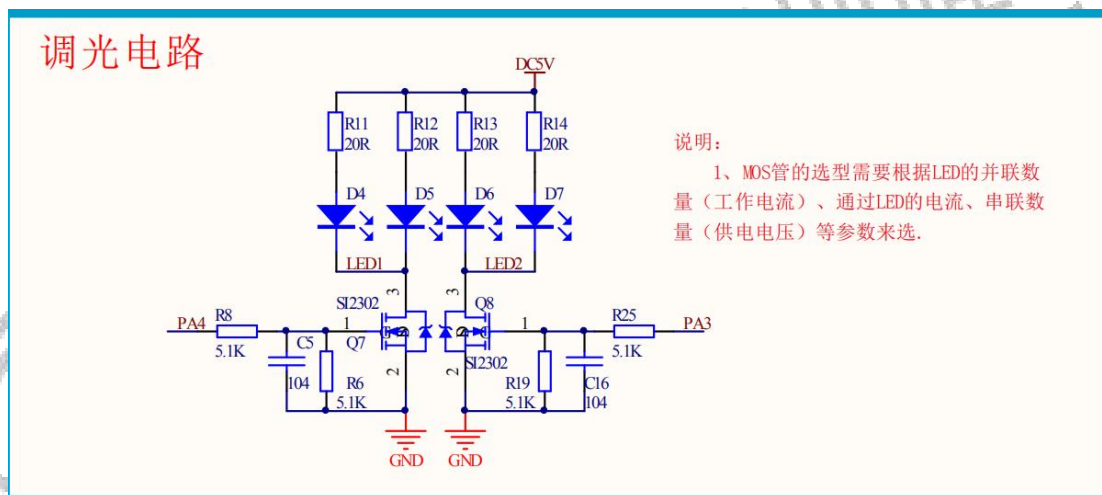 调光电路
DC5V
R11 R12 R13 R14
20R 20R 20R 20R
D4 D5 D6 D7
LED1 LED2
说明：
1、MOS管的选型需要根据LED的并联数
量（工作电流）、通过LED的电流、串联数
量（供电电压）等参数来选.
SI2302 3 3 Q8
PA4 R8 1 1 R25 PA3
5.1K C5 Q7 SI2302 5.1K
104 R6 2 2 R19 C16
5.1K 5.1K 104
GND GND